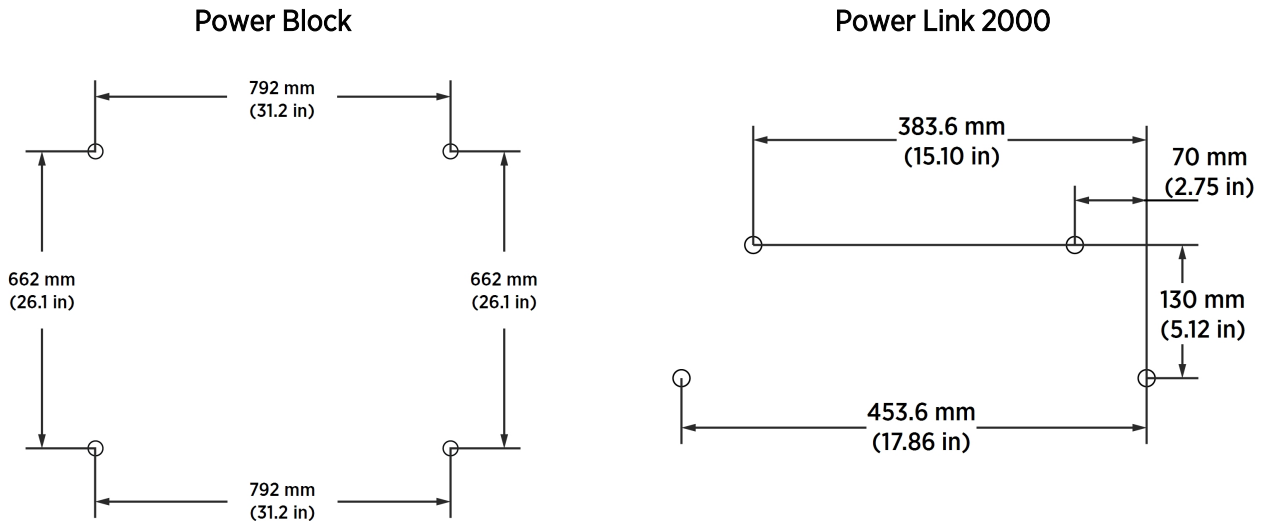 Power Block
792 mm
(31.2 in)
662 mm
(26.1 in)
662 mm
(26.1 in)
792 mm
(31.2 in)
Power Link 2000
383.6 mm
(15.10 in)
70 mm
(2.75 in)
130 mm
(5.12 in)
453.6 mm
(17.86 in)